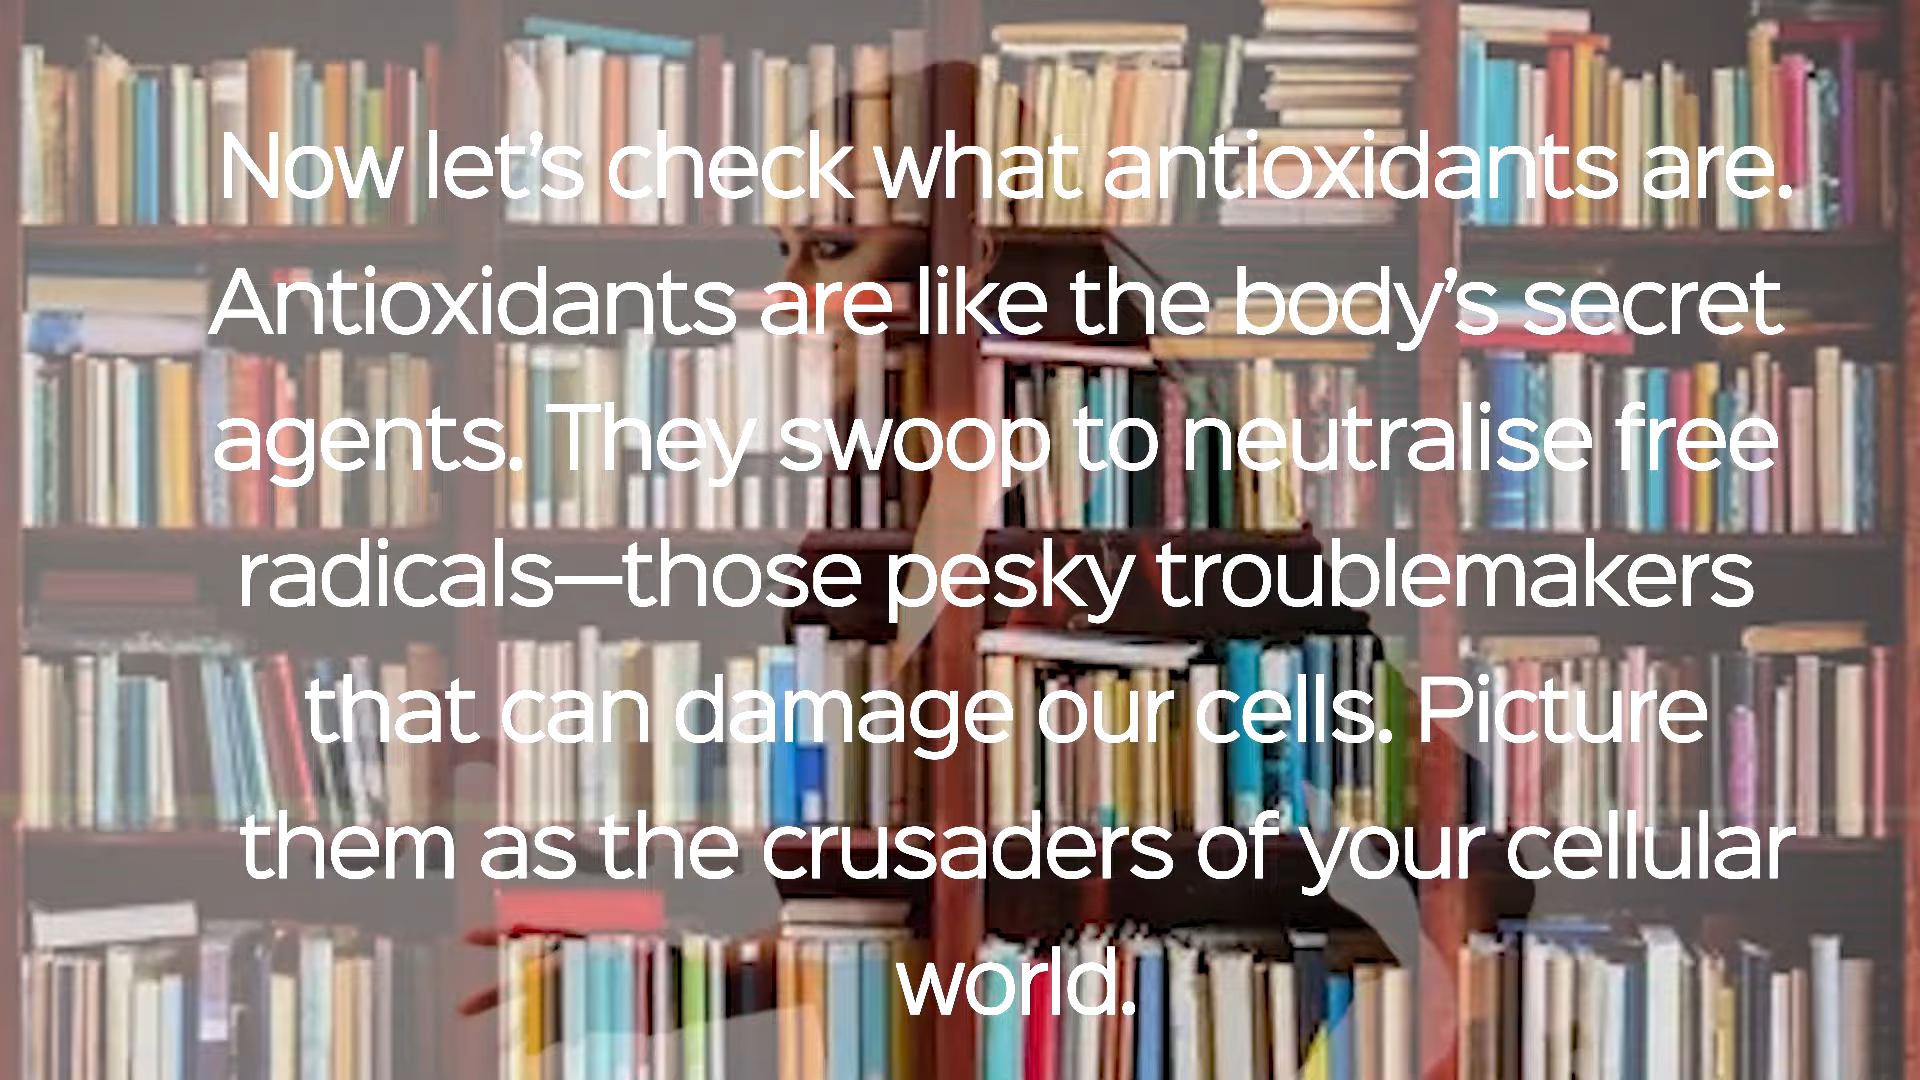 Now let’s check what antioxidants are.
Antioxidants are like the body’s secret
agents. They swoop to neutralise free
radicals—those pesky troublemakers
that can damage our cells. Picture
them as the crusaders of your cellular
world.